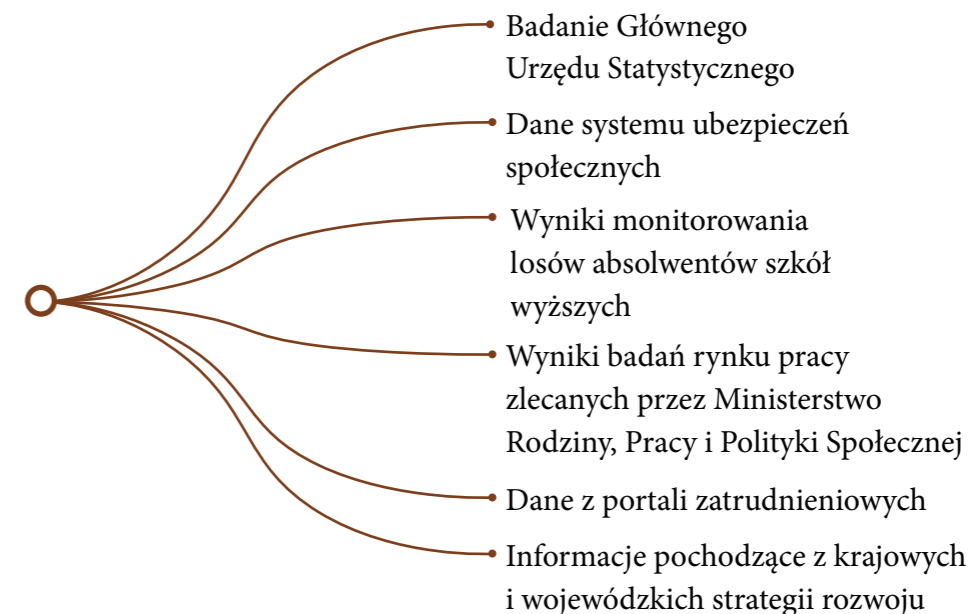 Badanie Głównego
Urzędu Statystycznego
Dane systemu ubezpieczeń
społecznych
Wyniki monitorowania
losów absolwentów szkół
wyższych
Wyniki badań rynku pracy
zlecanych przez Ministerstwo
Rodziny, Pracy i Polityki Społecznej
Dane z portali zatrudnieniowych
Informacje pochodzące z krajowych
i wojewódzkich strategii rozwoju